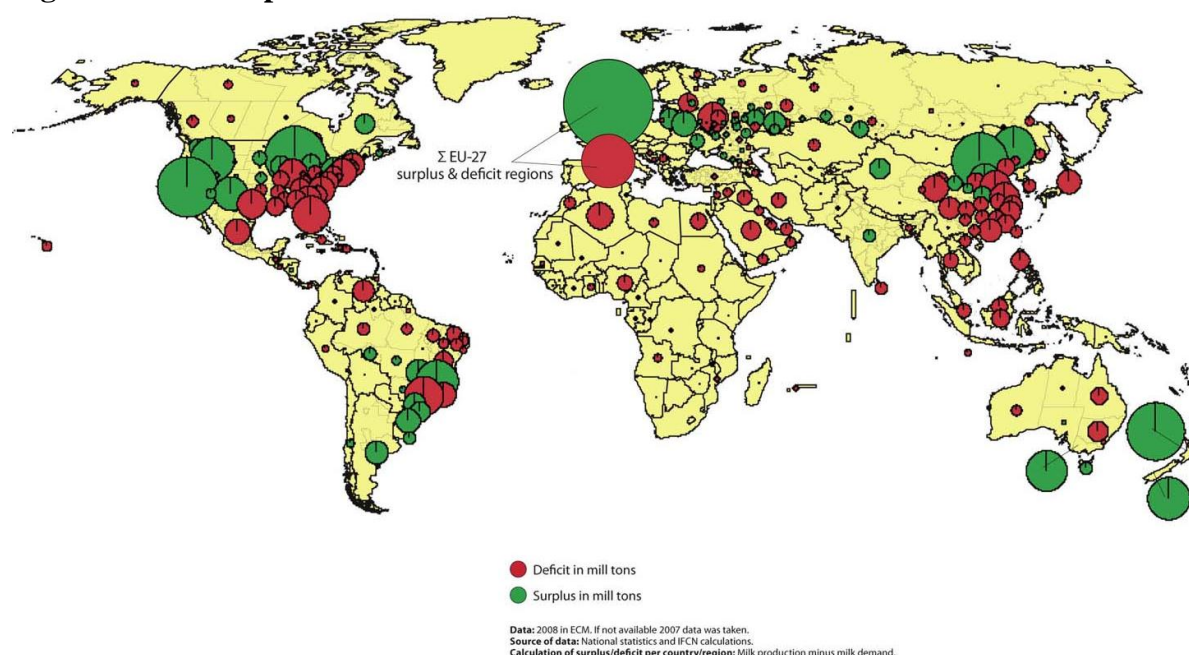 Σ EU-27
surplus & deficit regions
Deficit in mill tons
Surplus in mill tons
Data: 2008 in ECM. If not available 2007 data was taken.
Source of data: National statistics and IFCN calculations.
Calculation of surplus/deficit per country/region: Milk production minus milk demand.